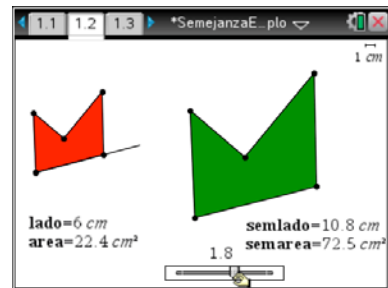 1.1 1.2 1.3 *SemejanzaE...plo
1 cm
lado=6 cm
area=22.4 cm²
semlado=10.8 cm
semarea=72.5 cm²
1.8